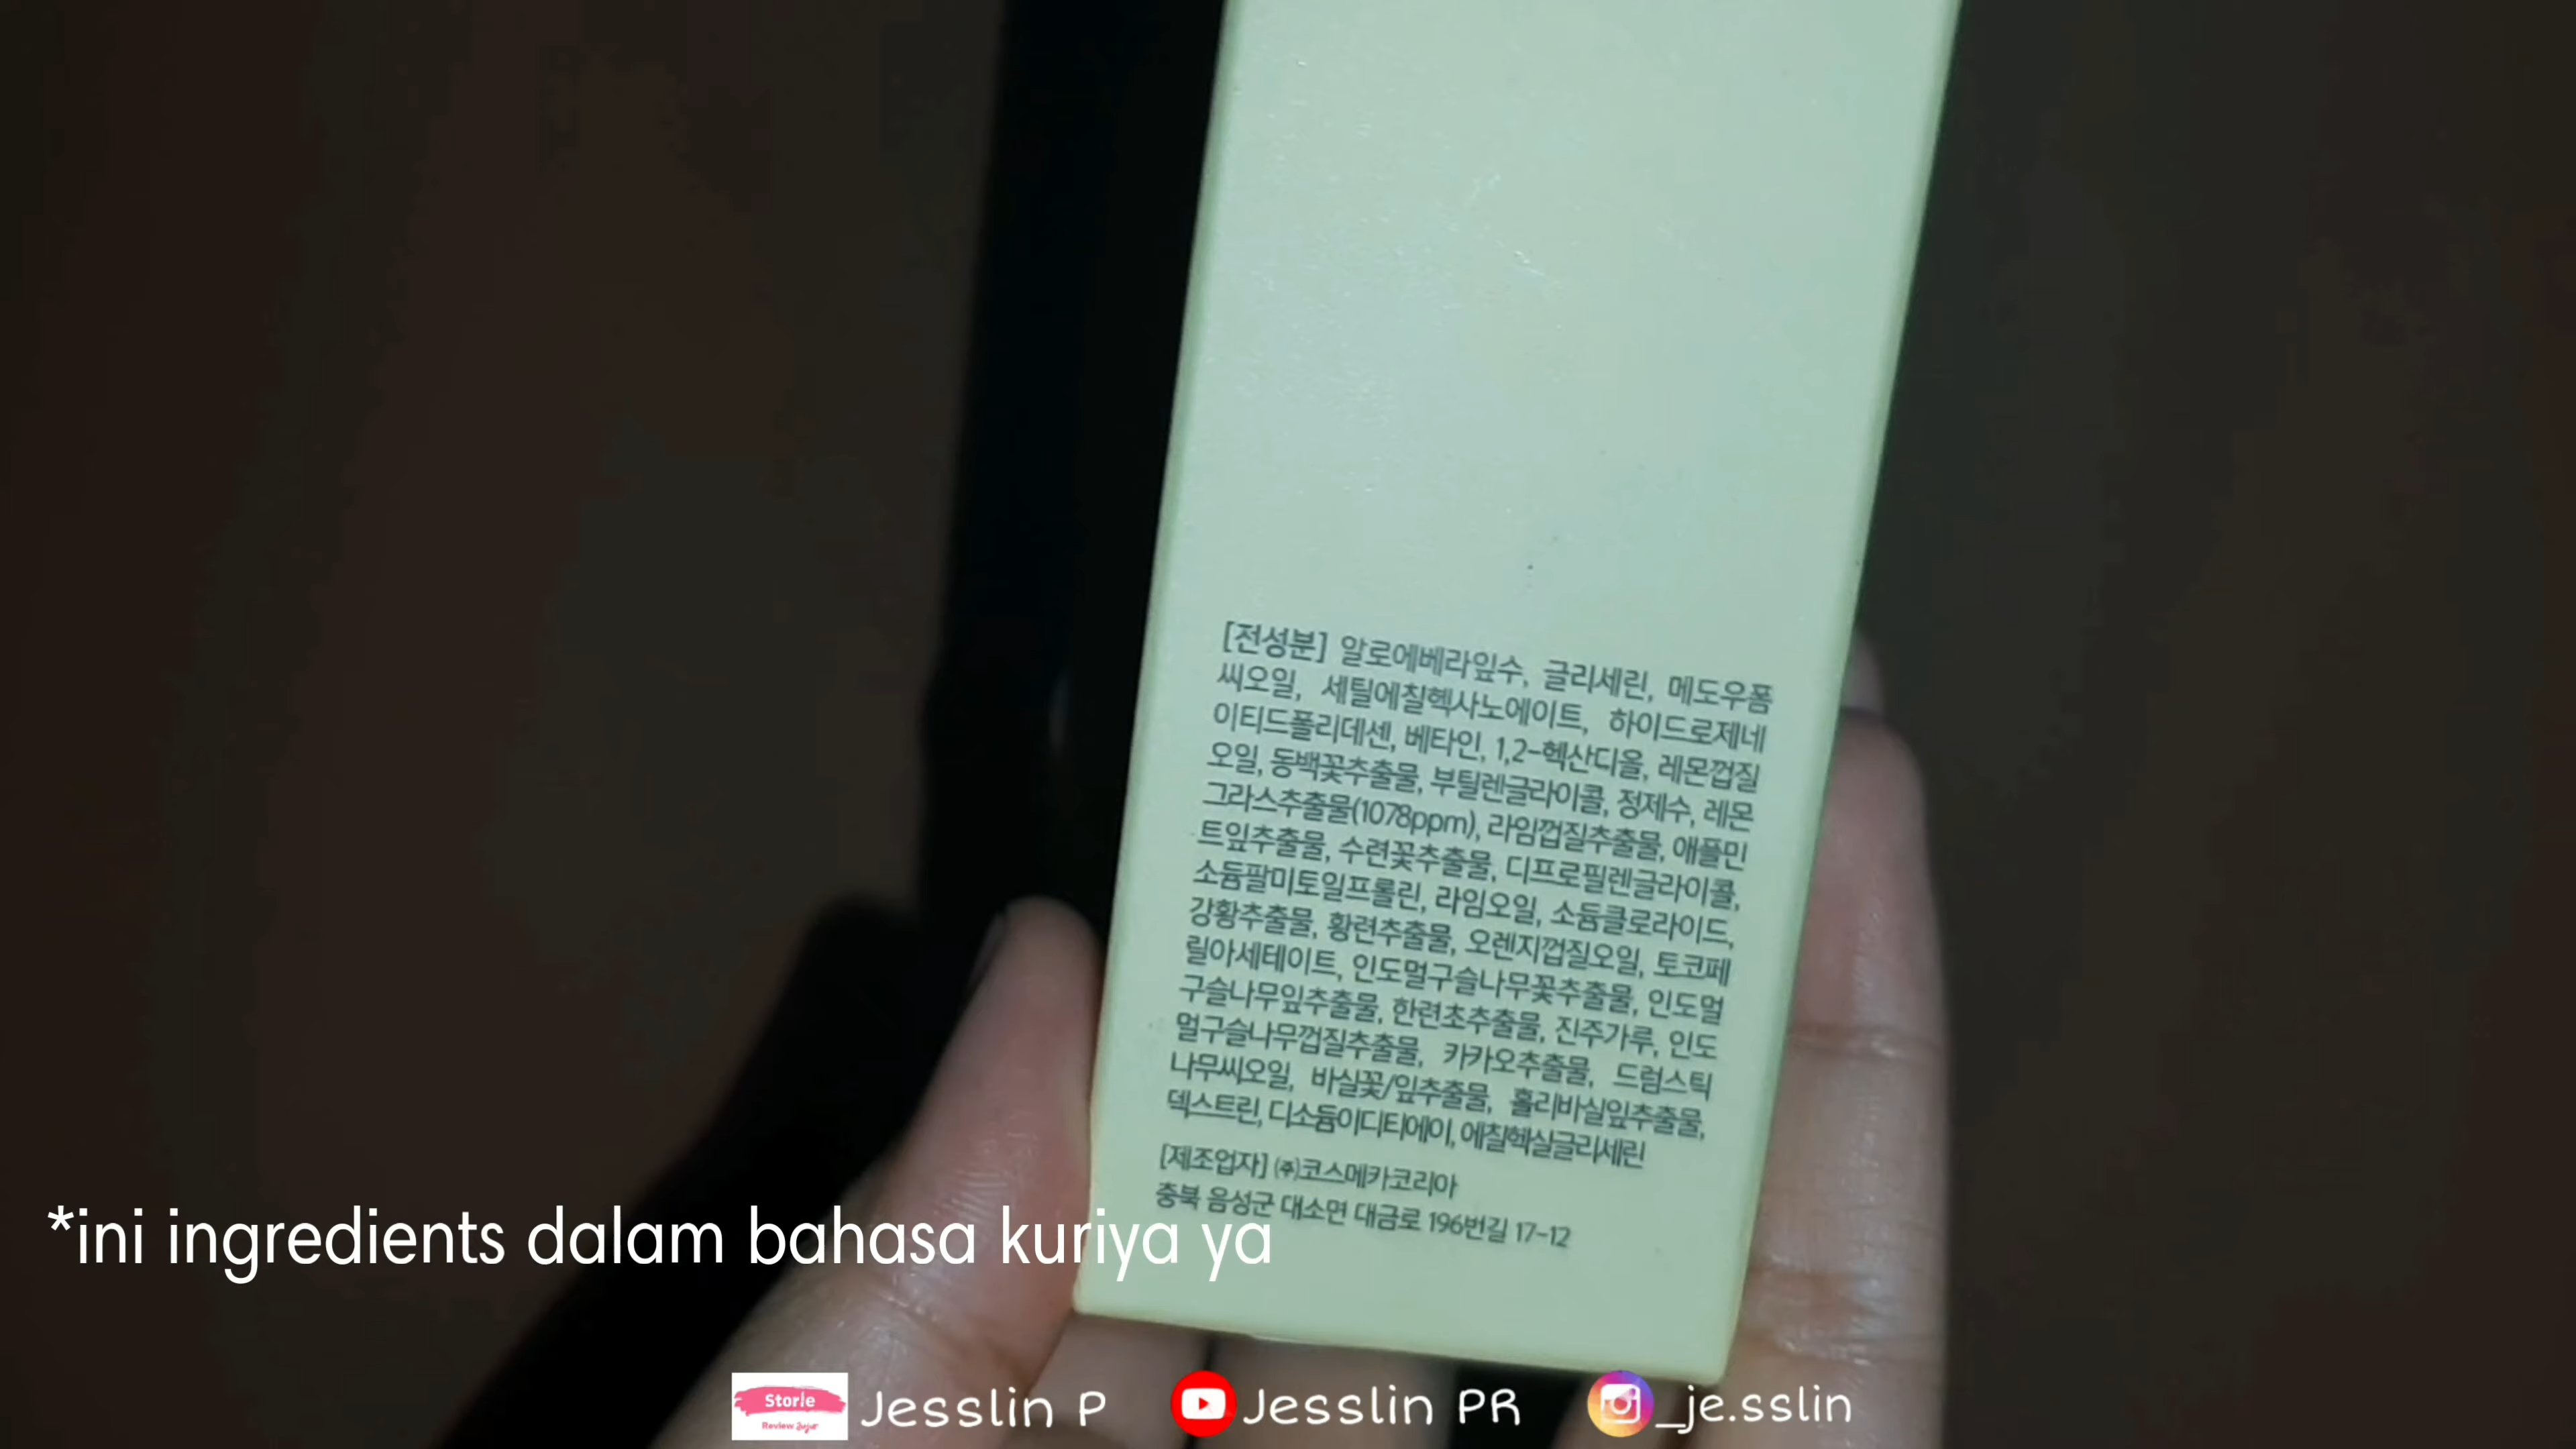 [전성분] 알로에베라잎수, 글리세린, 메도우폼
씨오일, 세틸에칠헥사노에이트, 하이드로제네
이티드폴리데센, 베타인, 1,2-헥산디올, 레몬껍질
오일, 동백꽃추출물, 부틸렌글라이콜, 정제수, 레몬
그라스추출물(1078ppm), 라임껍질추출물, 애플민
트잎추출물, 수련꽃추출물, 디프로필렌글라이콜,
소듐팔미토일프롤린, 라임오일, 소듐클로라이드,
강황추출물, 황련추출물, 오렌지껍질오일, 토코페
릴아세테이트, 인도멀구슬나무꽃추출물, 인도멀
구슬나무잎추출물, 한련초추출물, 진주가루, 인도
멀구슬나무껍질추출물, 카카오추출물, 드럼스틱
나무씨오일, 바실꽃/잎추출물, 홀리바실잎추출물,
덱스트린, 디소듐이디티에이, 에칠헥실글리세린
[제조업자] ㈜코스메카코리아
충북 음성군 대소면 대금로 196번길 17-12
*ini ingredients dalam bahasa kuriya ya
Storie
Review Jujur
Jesslin P
Jesslin PR
_je.sslin